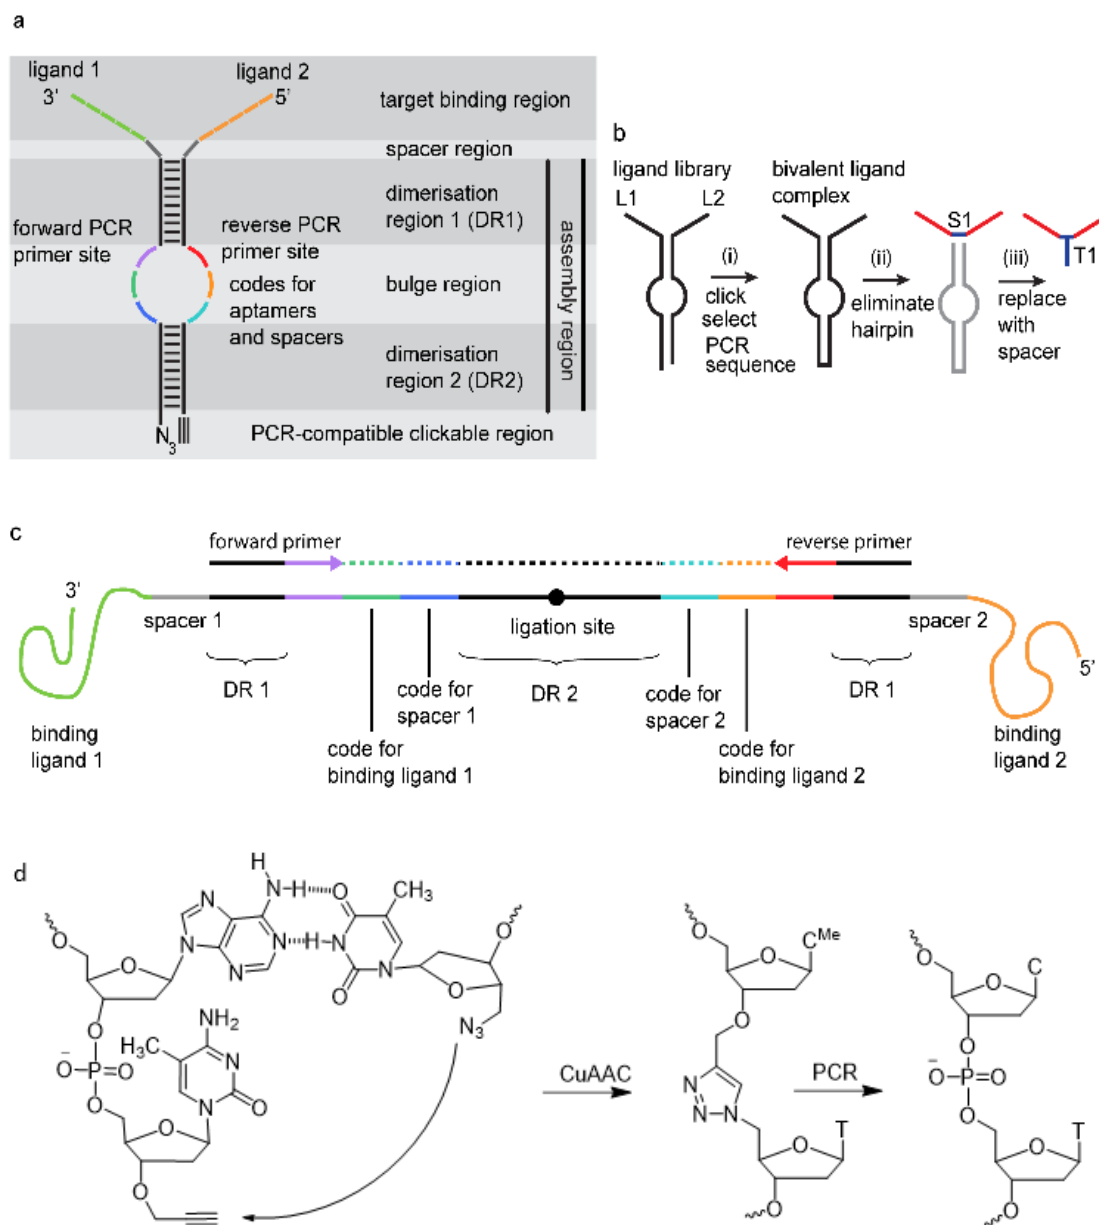 a
ligand 1
ligand 2
3'
5'
target binding region
spacer region
dimerisation
region 1 (DR1)
forward PCR
primer site
reverse PCR
primer site
codes for
aptamers
and spacers
bulge region
dimerisation
region 2 (DR2)
assembly region
N3
PCR-compatible clickable region
b
ligand library
L1
L2
bivalent ligand
complex
S1
T1
(i)
click
select
PCR
sequence
(ii)
eliminate
hairpin
(iii)
replace
with
spacer
c
forward primer
reverse primer
3'
spacer 1
ligation site
spacer 2
5'
DR 1
code for
spacer 1
DR 2
code for
spacer 2
DR 1
binding
ligand 1
code for
binding ligand 1
code for
binding ligand 2
binding
ligand 2
d
H
N
H
O
CH3
N
N
N
N
H
N
N
O
O
O
O
O
O
N3
−O
P
O
O
H3C
NH2
N
N
O
O
O
CuAAC
O
O
CMe
O
N
N
N
O
T
O
PCR
O
O
C
O
−O
P
O
O
O
T
O